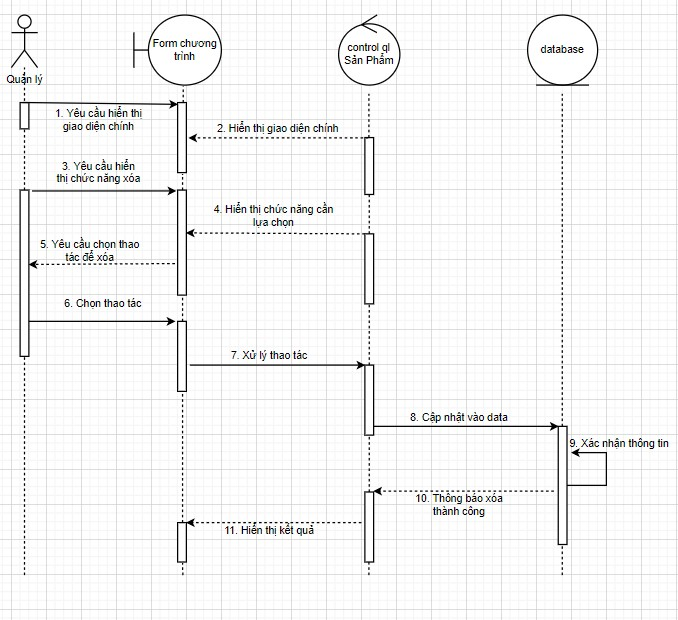 Quản lý
Form chương
trình
control ql
Sản Phẩm
database
1. Yêu cầu hiển thị
giao diện chính
2. Hiển thị giao diện chính
3. Yêu cầu hiển
thị chức năng xóa
4. Hiển thị chức năng cần
lựa chọn
5. Yêu cầu chọn thao
tác để xóa
6. Chọn thao tác
7. Xử lý thao tác
8. Cập nhật vào data
9. Xác nhận thông tin
10. Thông báo xóa
thành công
11. Hiển thị kết quả